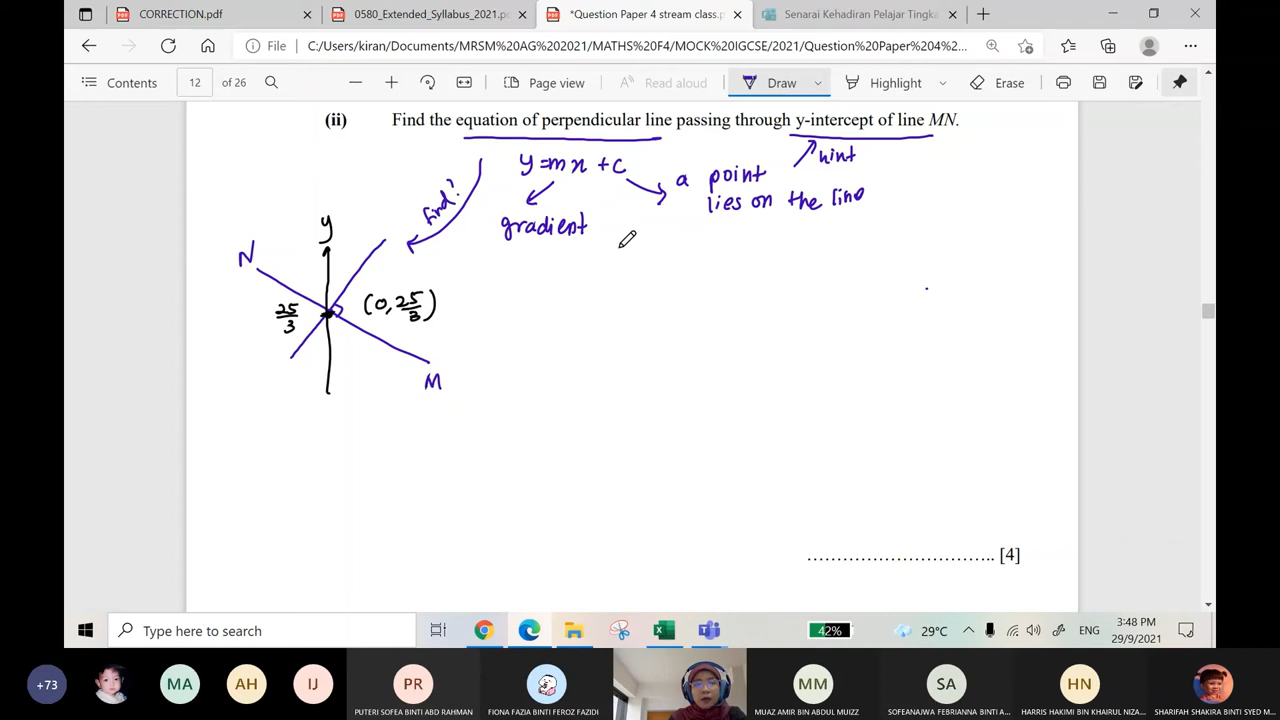 CORRECTION.pdf
0580_Extended_Syllabus_2021.p
*Question Paper 4 stream class.p
Senarai Kehadiran Pelajar Tingka
File
C:/Users/kiran/Documents/MRSM%20AG%202021/MATHS%20F4/MOCK%20IGCSE/2021/Question%20Paper%204%2...
Contents
12 of 26
Page view
Read aloud
Draw
Highlight
Erase
(ii) Find the equation of perpendicular line passing through y-intercept of line MN.
y=mx+c
hint
a point
lies on the line
find?
gradient
y
N
25/3
(0, 25/3)
M
………………………….. [4]
Type here to search
42%
29°C
ENG
3:48 PM
29/9/2021
+73
MA
AH
IJ
PR
MM
SA
HN
PUTERI SOFEA BINTI ABD RAHMAN
FIONA FAZIA BINTI FEROZ FAZIDI
MUAZ AMIR BIN ABDUL MUIZZ
SOFEANAJWA FEBRIANNA BINTI A...
HARRIS HAKIMI BIN KHAIRUL NIZA...
SHARIFAH SHAKIRA BINTI SYED M...